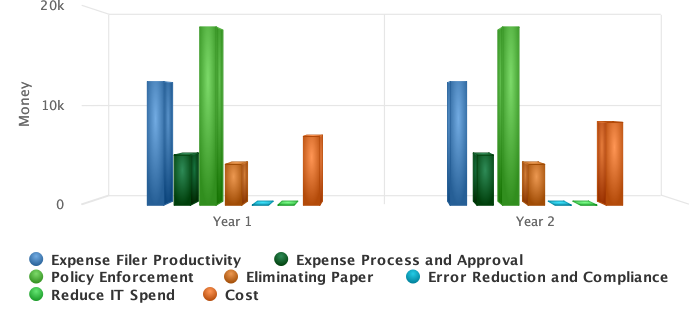 20k
10k
0
Money
Year 1 Year 2
Expense Filer Productivity Expense Process and Approval
Policy Enforcement Eliminating Paper Error Reduction and Compliance
Reduce IT Spend Cost